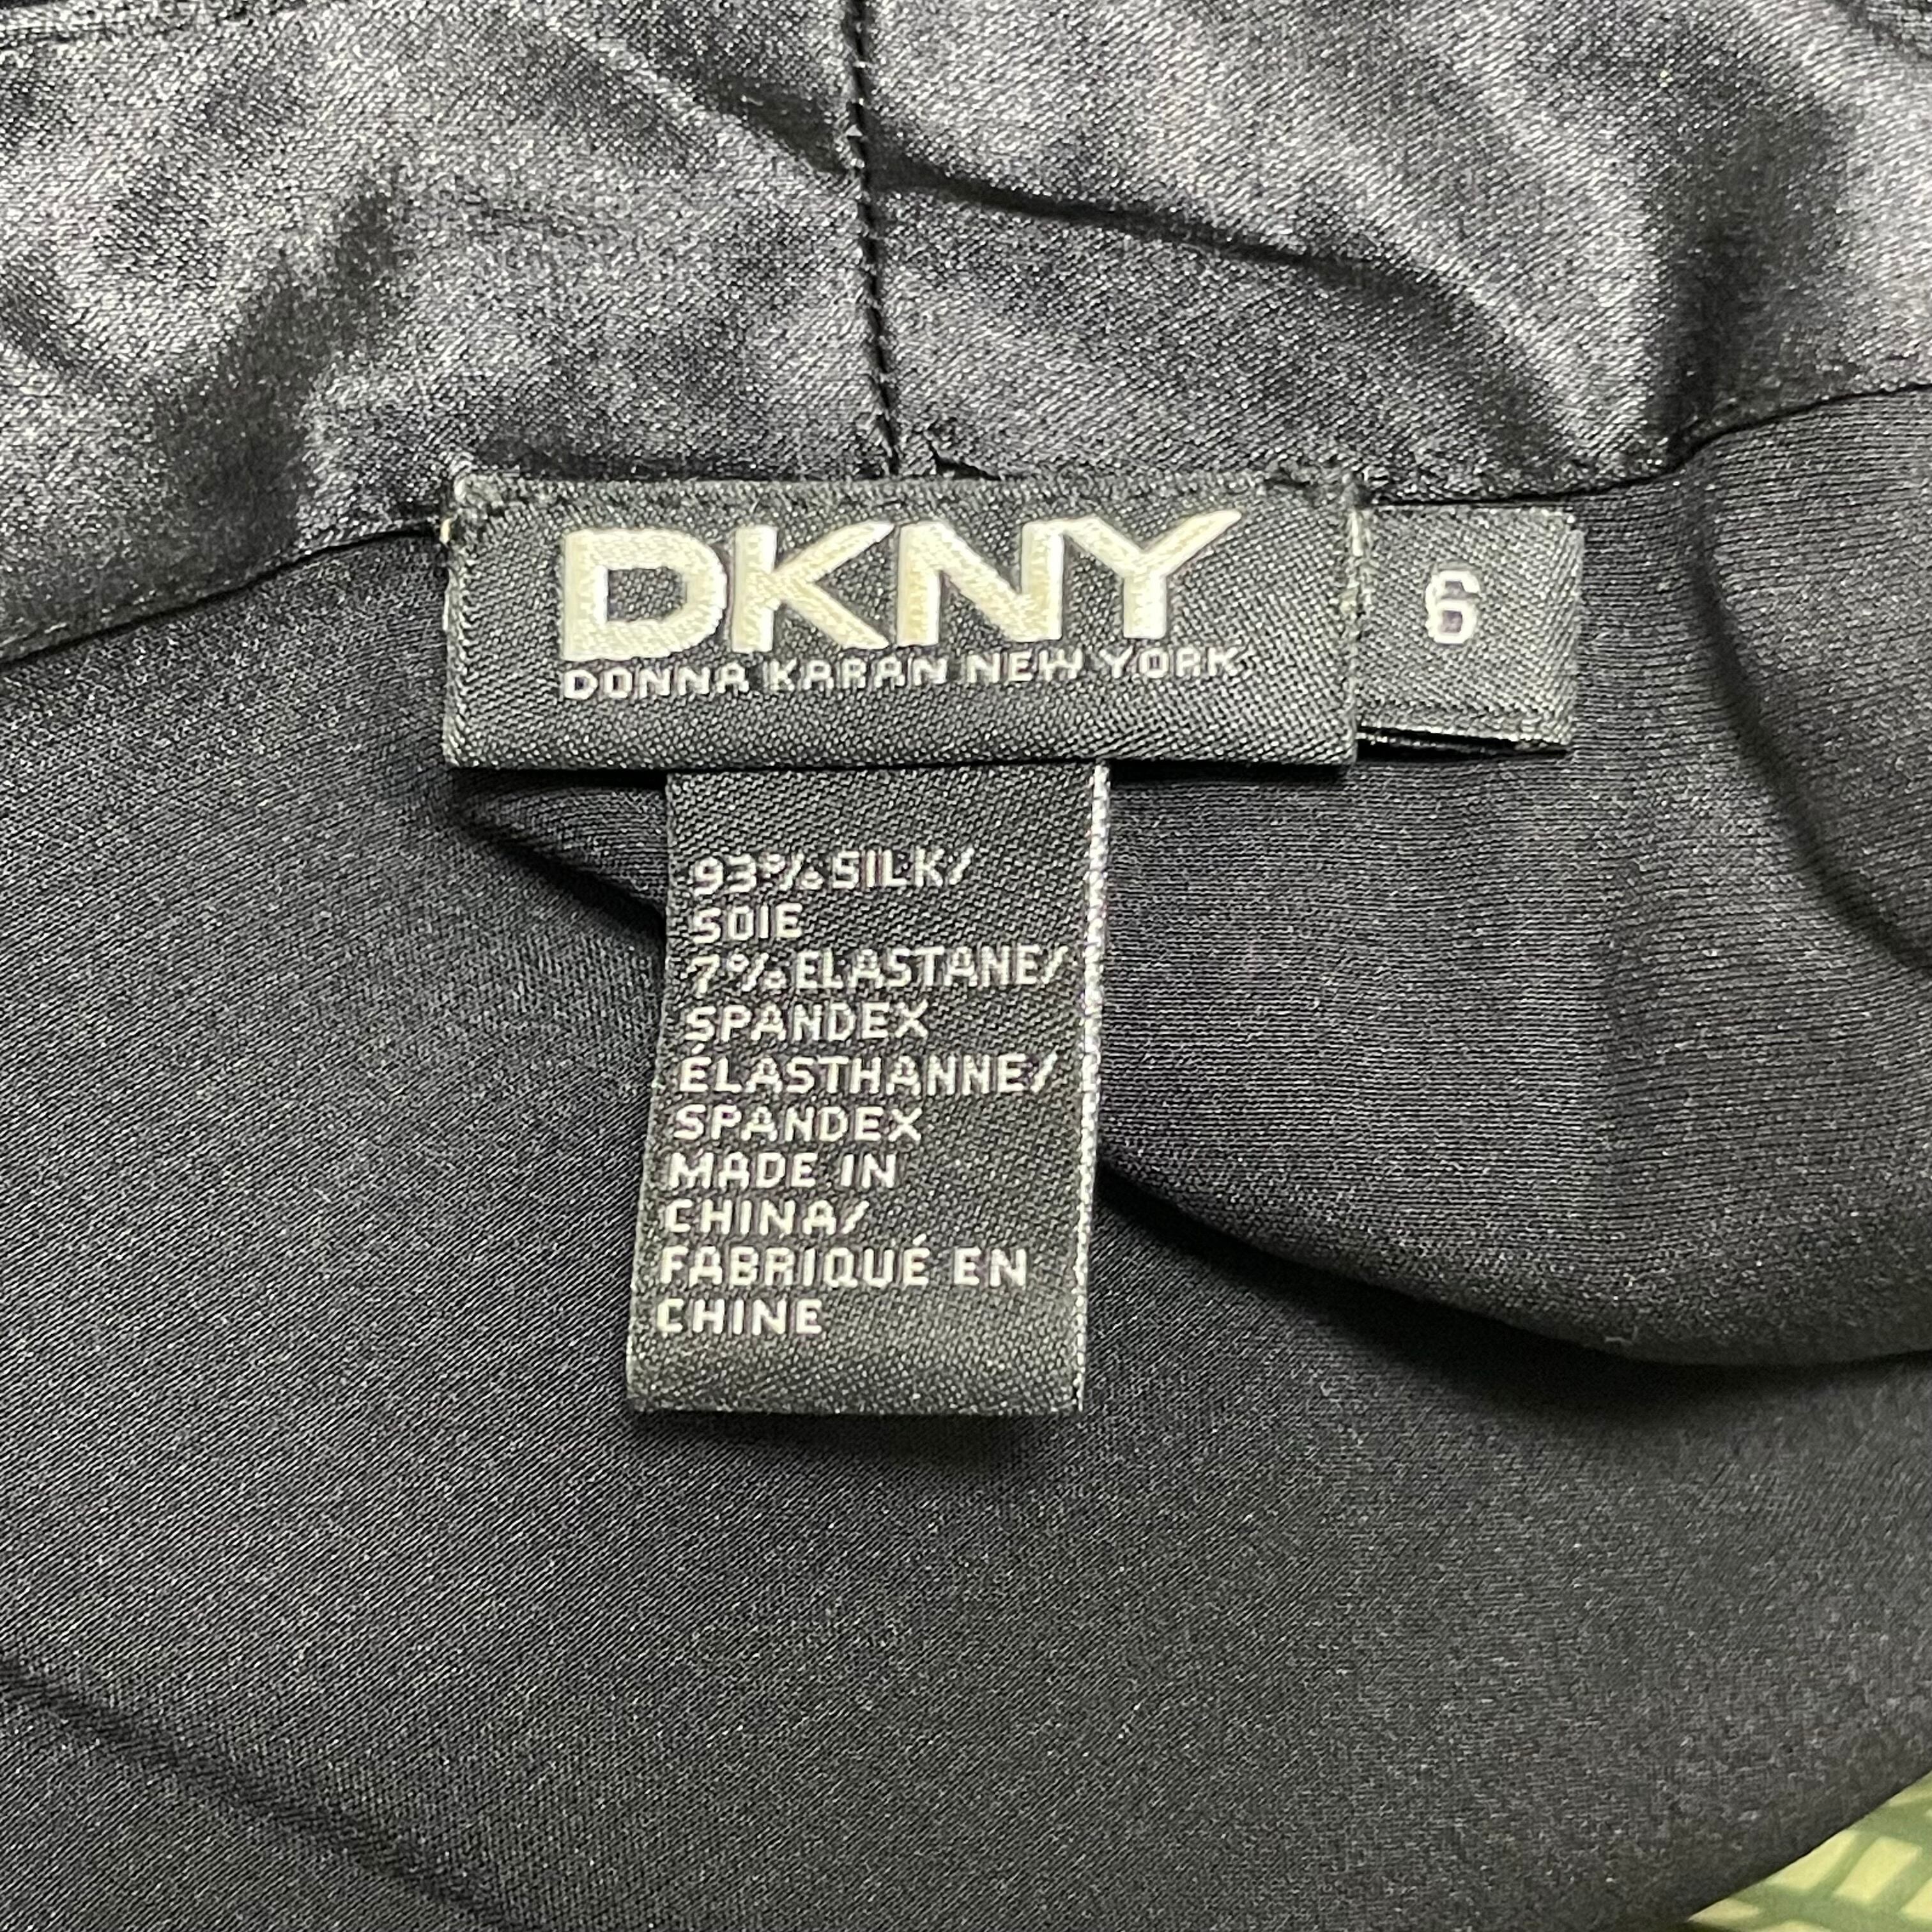 DKNY
DONNA KARAN NEW YORK
6
93% SILK/
SOIE
7% ELASTANE/
SPANDEX
ÉLASTHANNE/
SPANDEX
MADE IN
CHINA/
FABRIQUÉ EN
CHINE